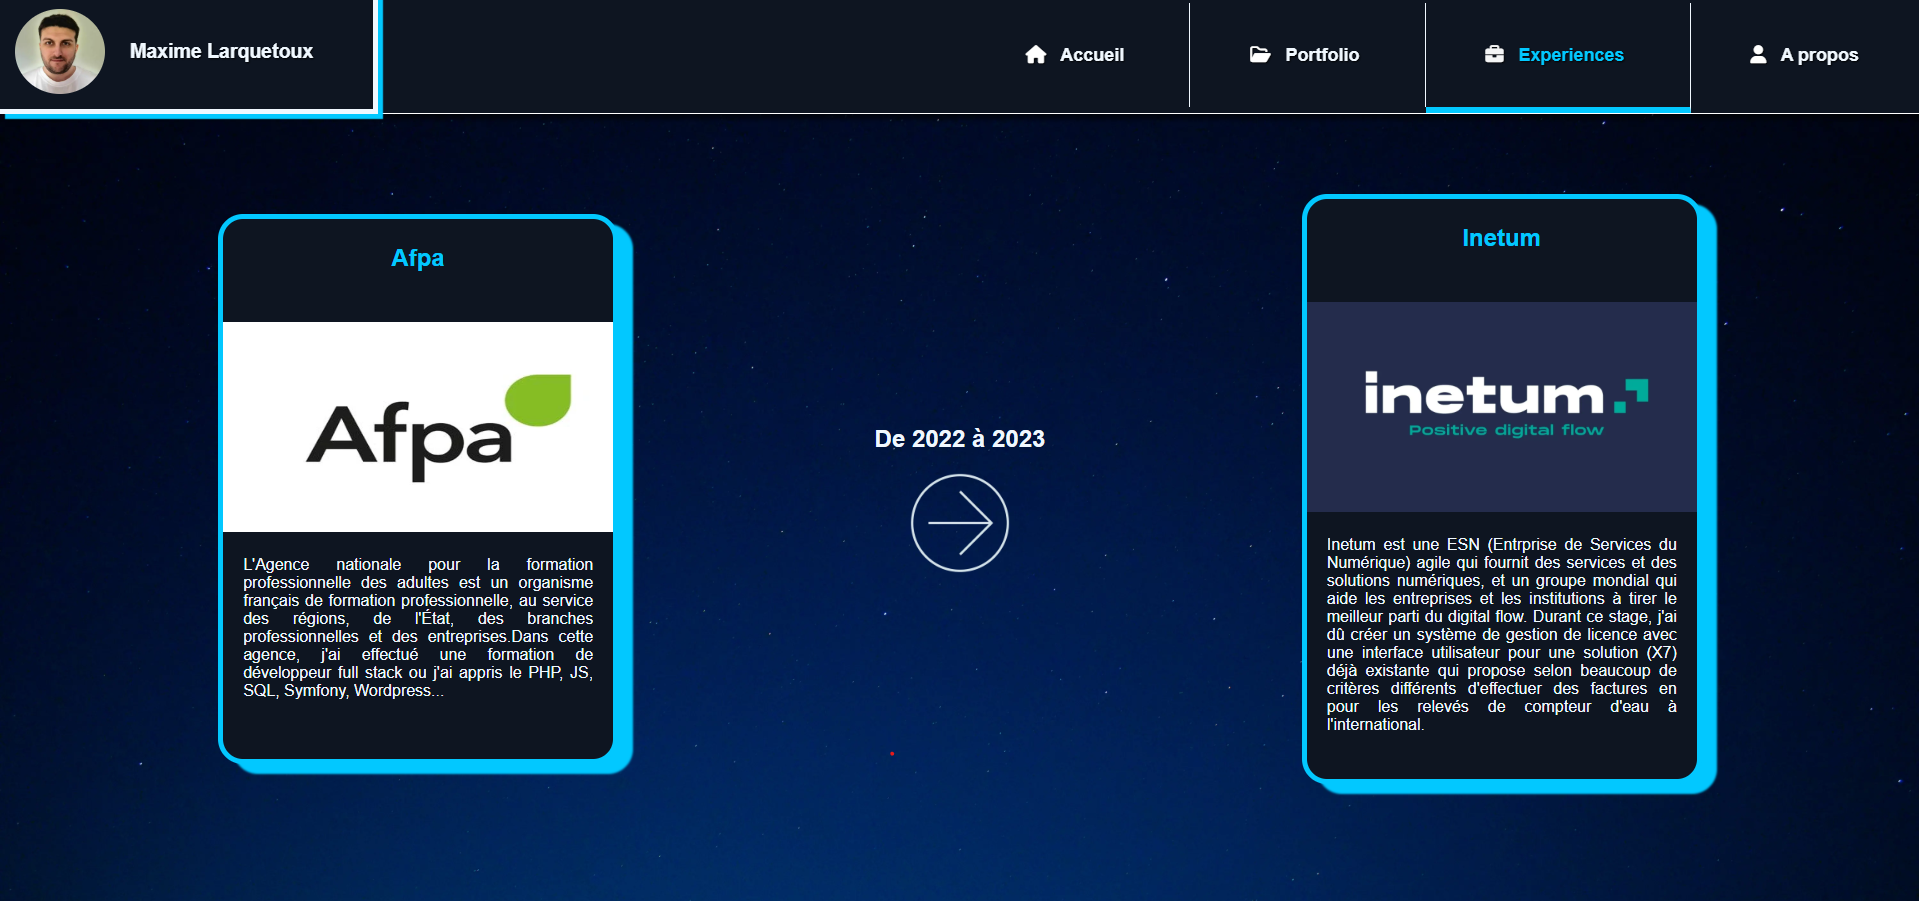 Maxime Larquetoux
Accueil
Portfolio
Experiences
A propos
Afpa
Afpa
L'Agence nationale pour la formation
professionnelle des adultes est un organisme
français de formation professionnelle, au service
des régions, de l'État, des branches
professionnelles et des entreprises.Dans cette
agence, j'ai effectué une formation de
développeur full stack ou j'ai appris le PHP, JS,
SQL, Symfony, Wordpress...
De 2022 à 2023
Inetum
inetum
Positive digital flow
Inetum est une ESN (Entrprise de Services du
Numérique) agile qui fournit des services et des
solutions numériques, et un groupe mondial qui
aide les entreprises et les institutions à tirer le
meilleur parti du digital flow. Durant ce stage, j'ai
dû créer un système de gestion de licence avec
une interface utilisateur pour une solution (X7)
déjà existante qui propose selon beaucoup de
critères différents d'effectuer des factures en
pour les relevés de compteur d'eau à
l'international.